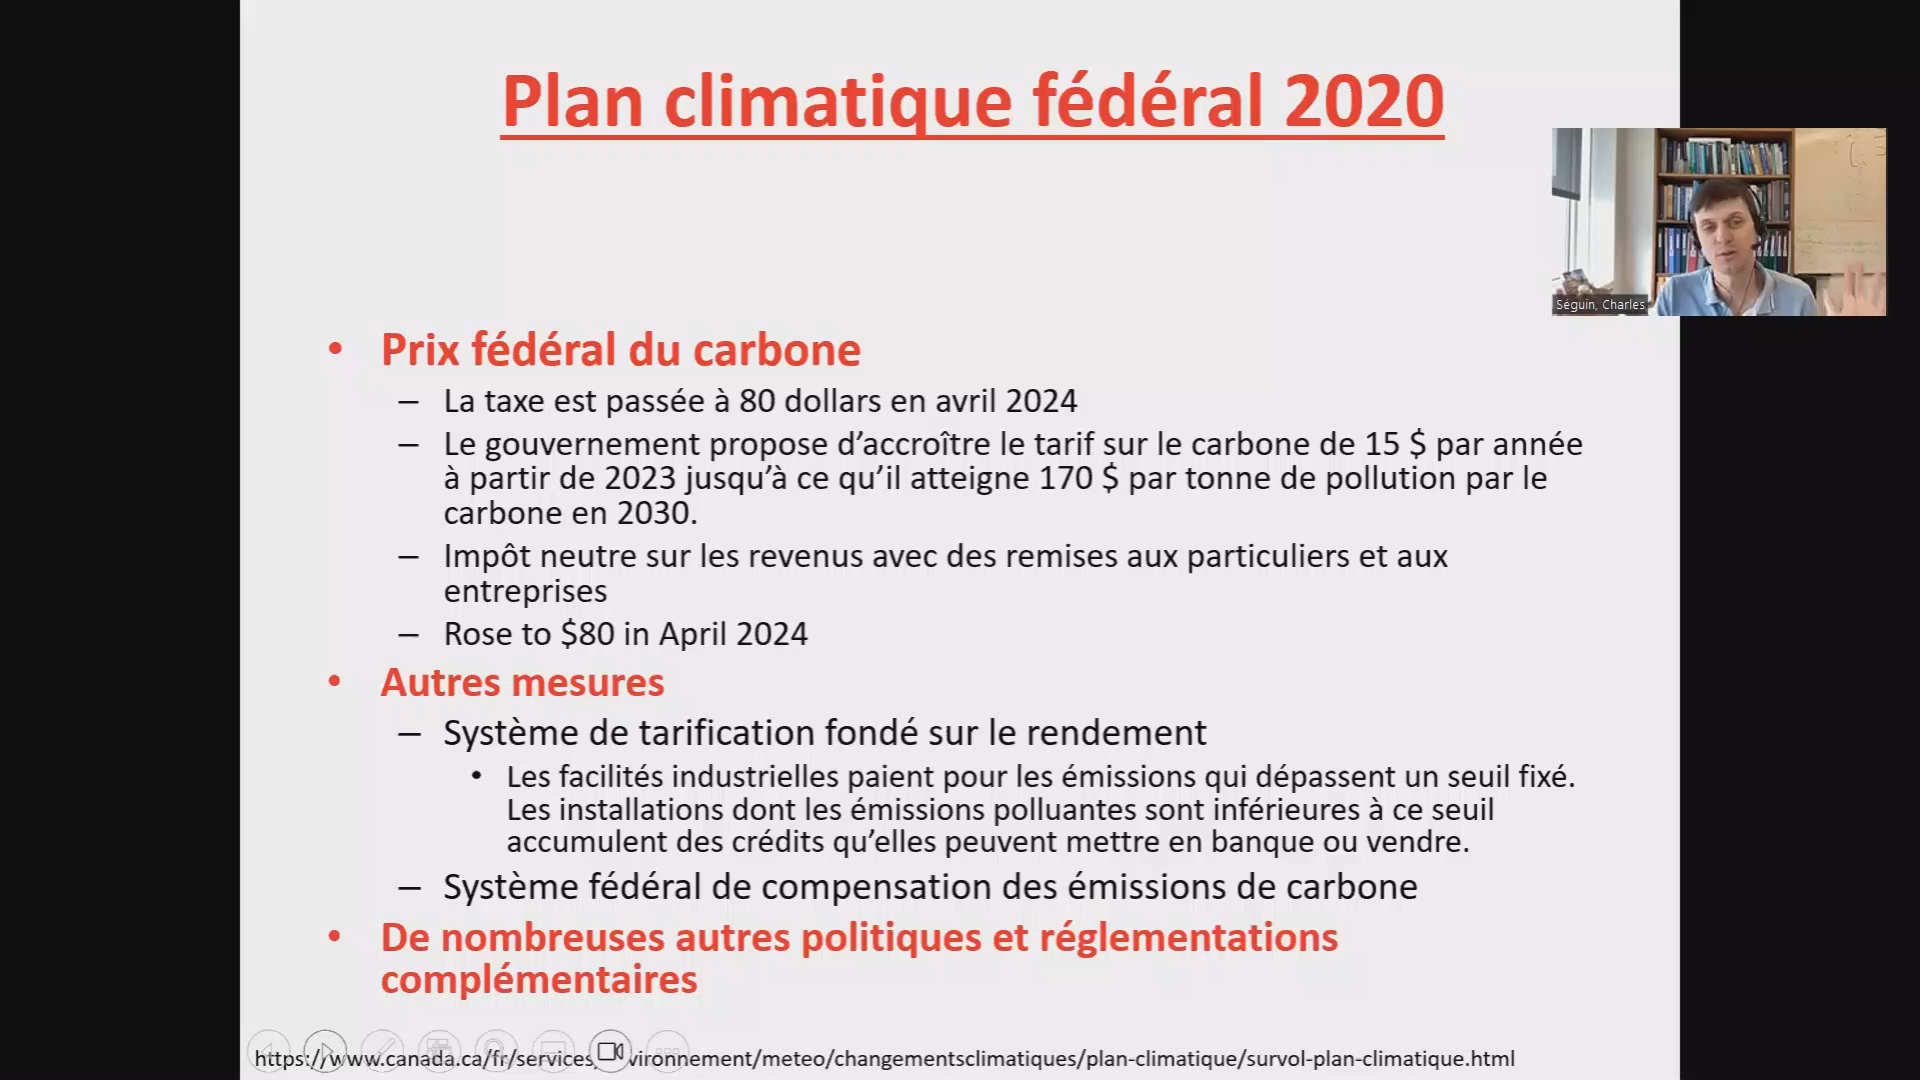 Plan climatique fédéral 2020
Séguin, Charles
• Prix fédéral du carbone
– La taxe est passée à 80 dollars en avril 2024
– Le gouvernement propose d’accroître le tarif sur le carbone de 15 $ par année
à partir de 2023 jusqu’à ce qu’il atteigne 170 $ par tonne de pollution par le
carbone en 2030.
– Impôt neutre sur les revenus avec des remises aux particuliers et aux
entreprises
– Rose to $80 in April 2024
• Autres mesures
– Système de tarification fondé sur le rendement
• Les facilités industrielles paient pour les émissions qui dépassent un seuil fixé.
Les installations dont les émissions polluantes sont inférieures à ce seuil
accumulent des crédits qu’elles peuvent mettre en banque ou vendre.
– Système fédéral de compensation des émissions de carbone
• De nombreuses autres politiques et réglementations
complémentaires
https://www.canada.ca/fr/services/ vironnement/meteo/changementsclimatiques/plan-climatique/survol-plan-climatique.html